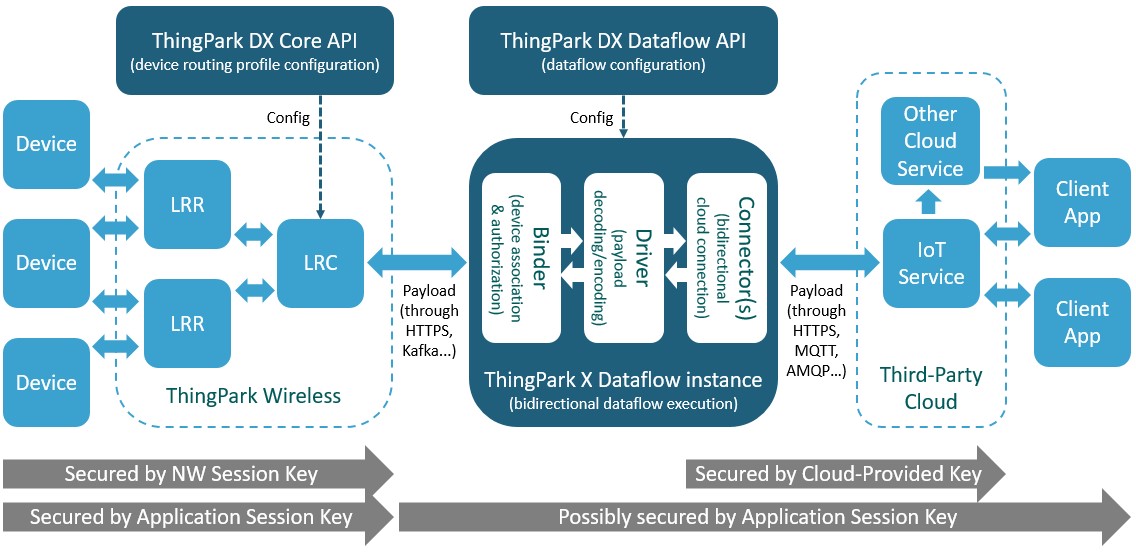 ThingPark DX Core API
(device routing profile configuration)
ThingPark DX Dataflow API
(dataflow configuration)
Config
Config
Device
Device
Device
LRR
LRR
LRC
ThingPark Wireless
Payload
(through
HTTPS,
Kafka...)
Binder
(device association
& authorization)
Driver
(payload
decoding/encoding)
Connector(s)
(bidirectional
cloud connection)
ThingPark X Dataflow instance
(bidirectional dataflow execution)
Payload
(through
HTTPS,
MQTT,
AMQP...)
Other
Cloud
Service
IoT
Service
Third-Party
Cloud
Client
App
Client
App
Secured by NW Session Key
Secured by Cloud-Provided Key
Secured by Application Session Key
Possibly secured by Application Session Key